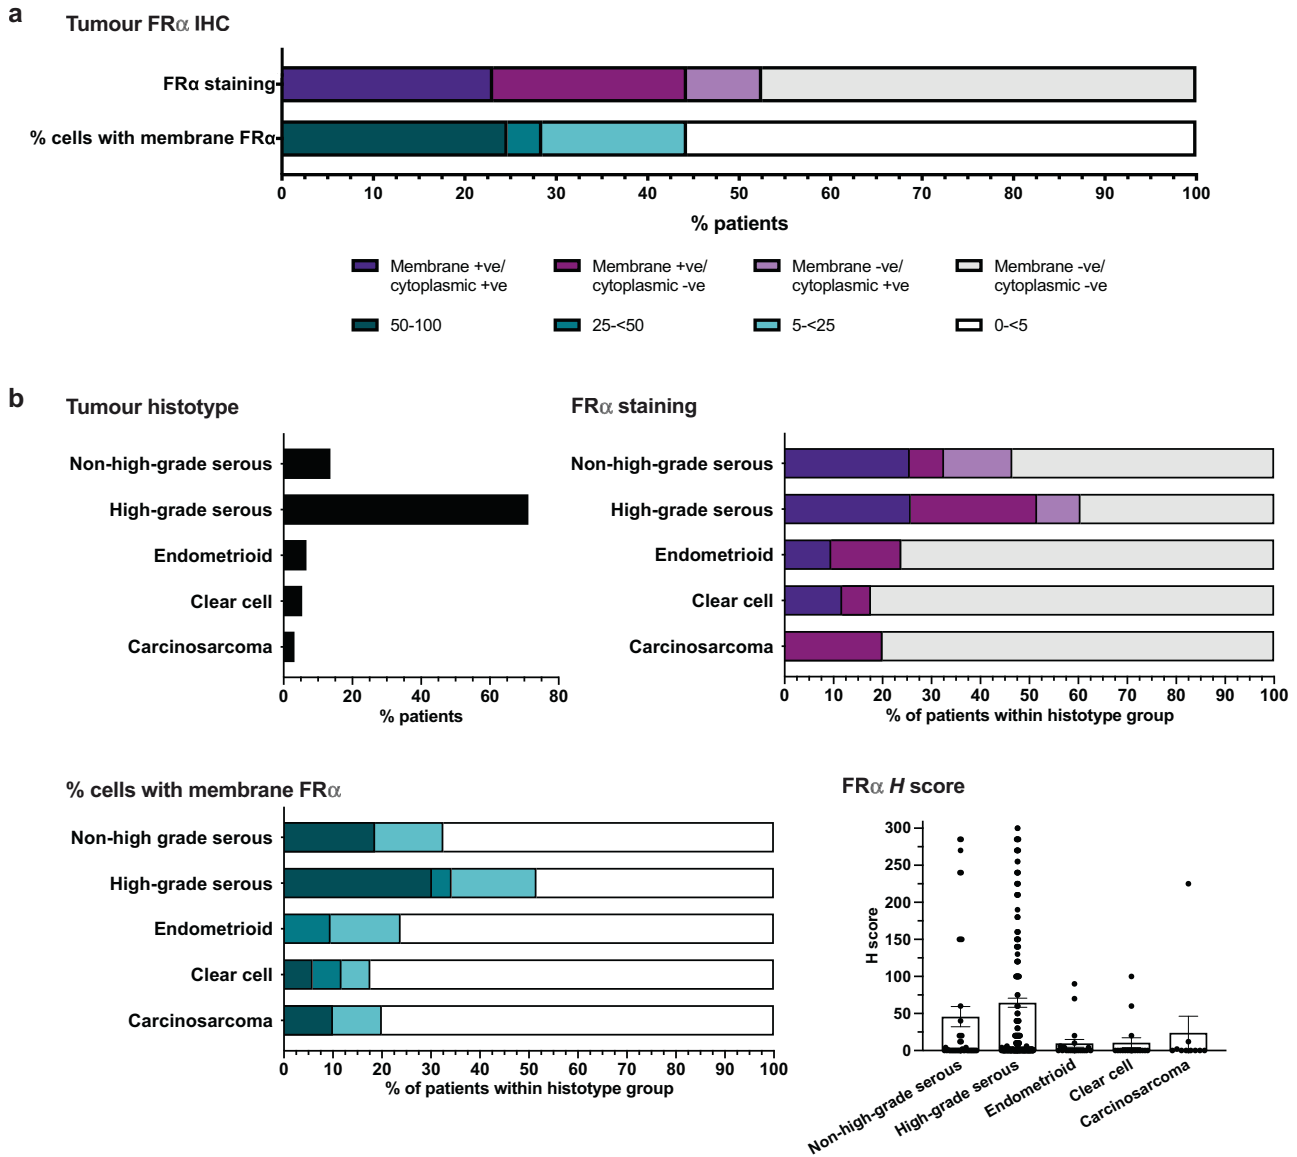 a
Tumour FRα IHC
FRα staining
% cells with membrane FRα
0 10 20 30 40 50 60 70 80 90 100
% patients
Membrane +ve/ Membrane +ve/ Membrane -ve/ Membrane -ve/
cytoplasmic +ve cytoplasmic -ve cytoplasmic +ve cytoplasmic -ve
50-100 25-<50 5-<25 0-<5
b
Tumour histotype
Non-high-grade serous
High-grade serous
Endometrioid
Clear cell
Carcinosarcoma
0 20 40 60 80
% patients
FRα staining
Non-high-grade serous
High-grade serous
Endometrioid
Clear cell
Carcinosarcoma
0 10 20 30 40 50 60 70 80 90 100
% of patients within histotype group
% cells with membrane FRα
Non-high grade serous
High-grade serous
Endometrioid
Clear cell
Carcinosarcoma
0 10 20 30 40 50 60 70 80 90 100
% of patients within histotype group
FRα H score
H score
300
250
200
150
100
50
0
Non-high-grade serous
High-grade serous
Endometrioid
Clear cell
Carcinosarcoma